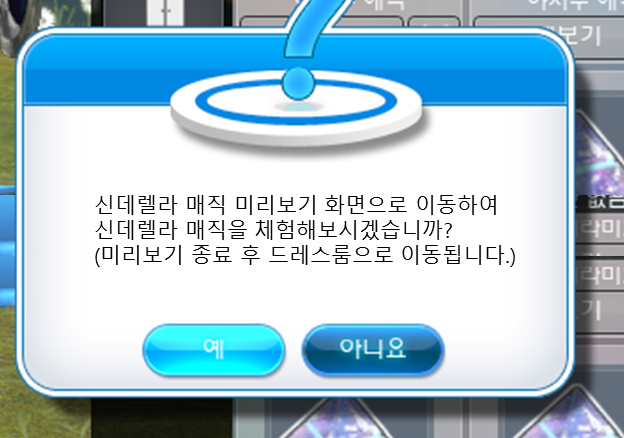 보기
신데렐라 매직 미리보기 화면으로 이동하여
신데렐라 매직을 체험해보시겠습니까?
(미리보기 종료 후 드레스룸으로 이동됩니다.)
예
아니요